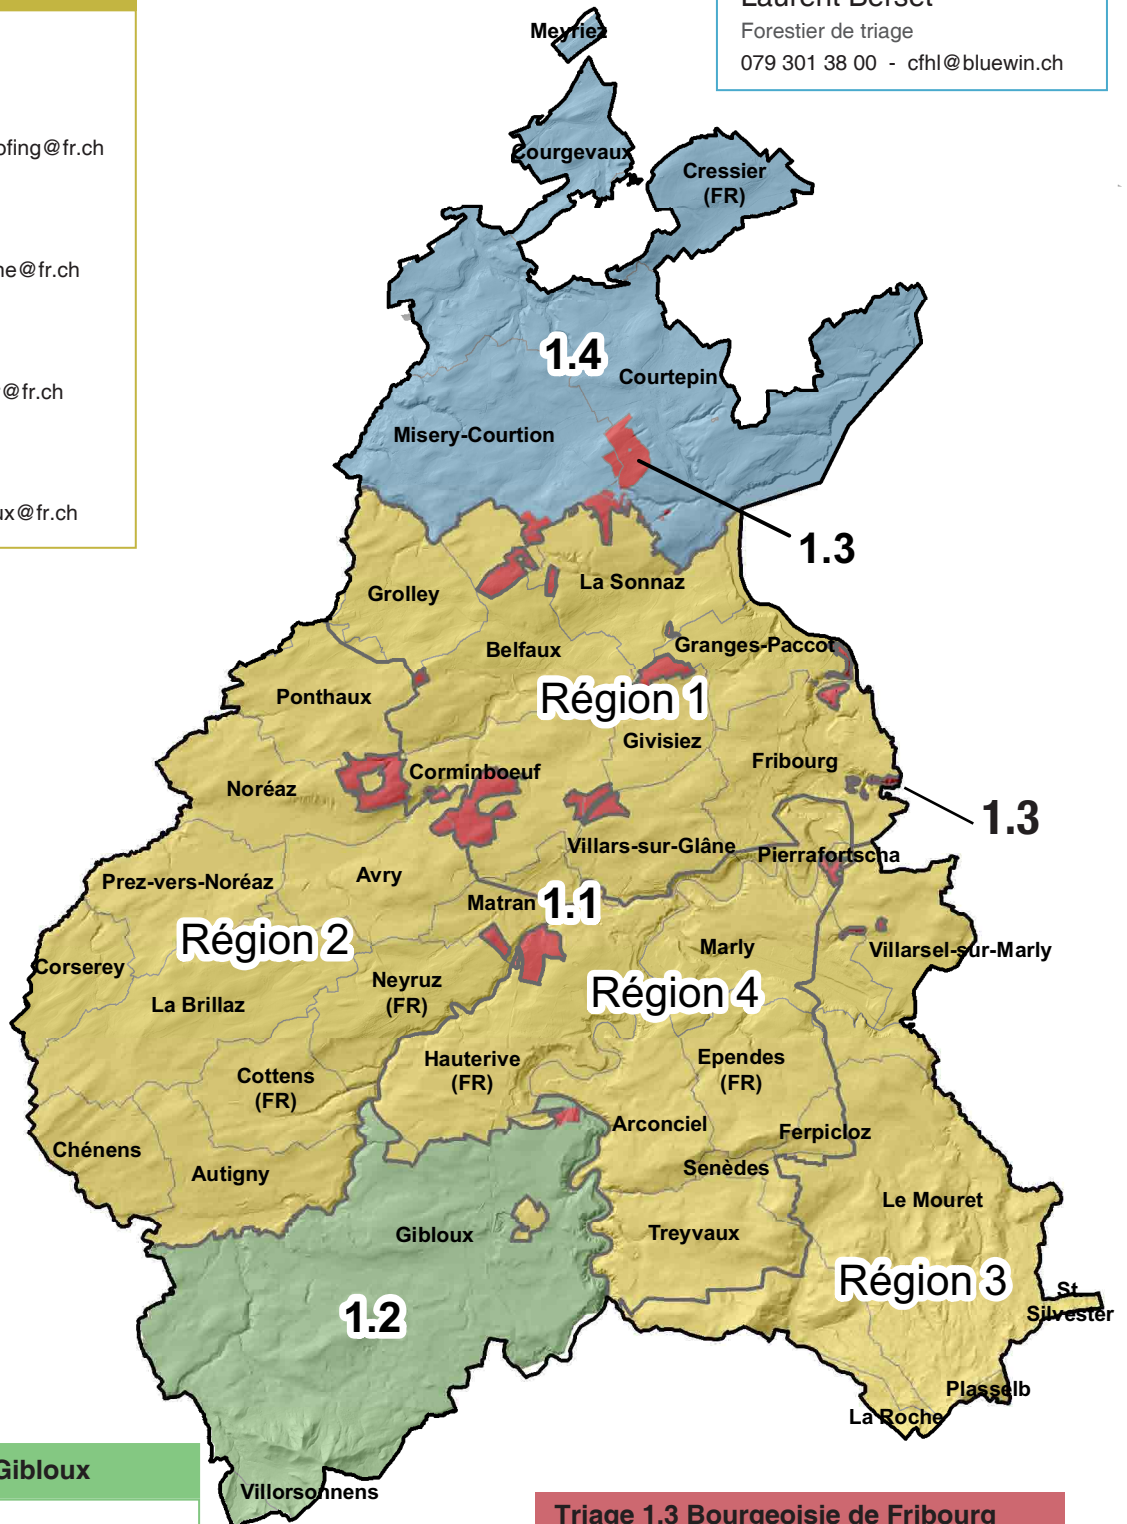 Laurent Berset
Forestier de triage
079 301 38 00 - cfhl@bluewin.ch
ofing@fr.ch
ne@fr.ch
@fr.ch
ux@fr.ch
Meyriez
Courgevaux
Cressier
(FR)
1.4
Courtepin
Misery-Courtion
1.3
La Sonnaz
Grolley
Belfaux
Granges-Paccot
Ponthaux
Région 1
Givisiez
Fribourg
Corminboeuf
Noréaz
1.3
Villars-sur-Glâne
Pierrafortscha
Avry
Prez-vers-Noréaz
Matran
1.1
Région 2
Marly
Villarsel-sur-Marly
Corserey
Neyruz
(FR)
Région 4
La Brillaz
Hauterive
(FR)
Ependes
(FR)
Cottens
(FR)
Arconciel
Ferpicloz
Chénens
Autigny
Senèdes
Le Mouret
Gibloux
Treyvaux
Région 3
St.
Silvester
1.2
Plasselb
La Roche
Gibloux
Villorsonnens
Triage 1.3 Bourgeoisie de Fribourg